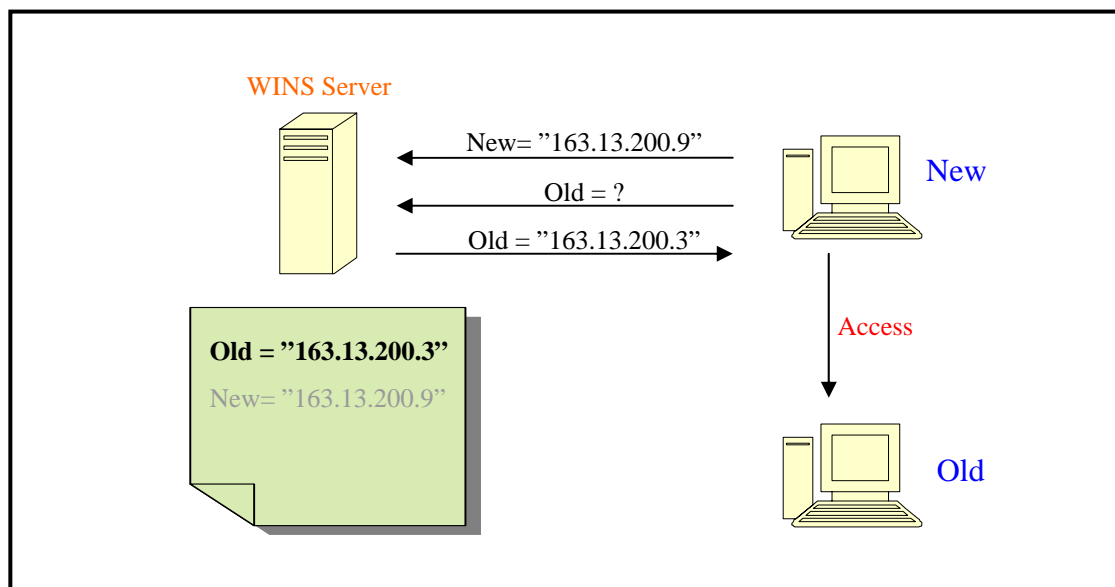 WINS Server
New= ”163.13.200.9”
Old = ?
Old = ”163.13.200.3”
New
Access
Old = ”163.13.200.3”
New= ”163.13.200.9”
Old